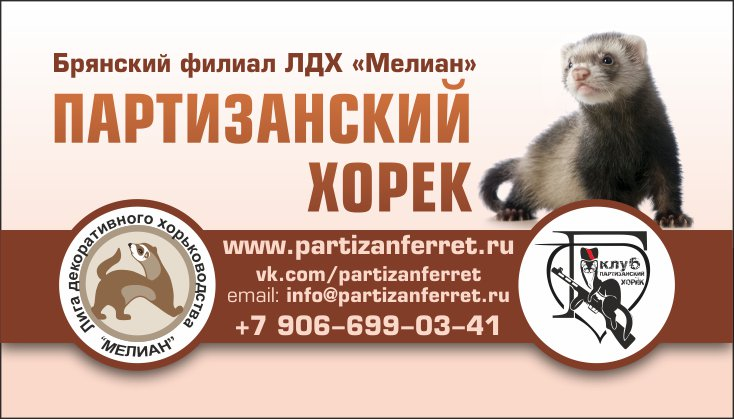 Брянский филиал ЛДХ «Мелиан»
ПАРТИЗАНСКИЙ
ХОРЕК
www.partizanferret.ru
vk.com/partizanferret
email: info@partizanferret.ru
+7 906-699-03-41
Лига декоративного хорьководства
"МЕЛИАН"
клуб
ПАРТИЗАНСКИЙ
ХОРЕК